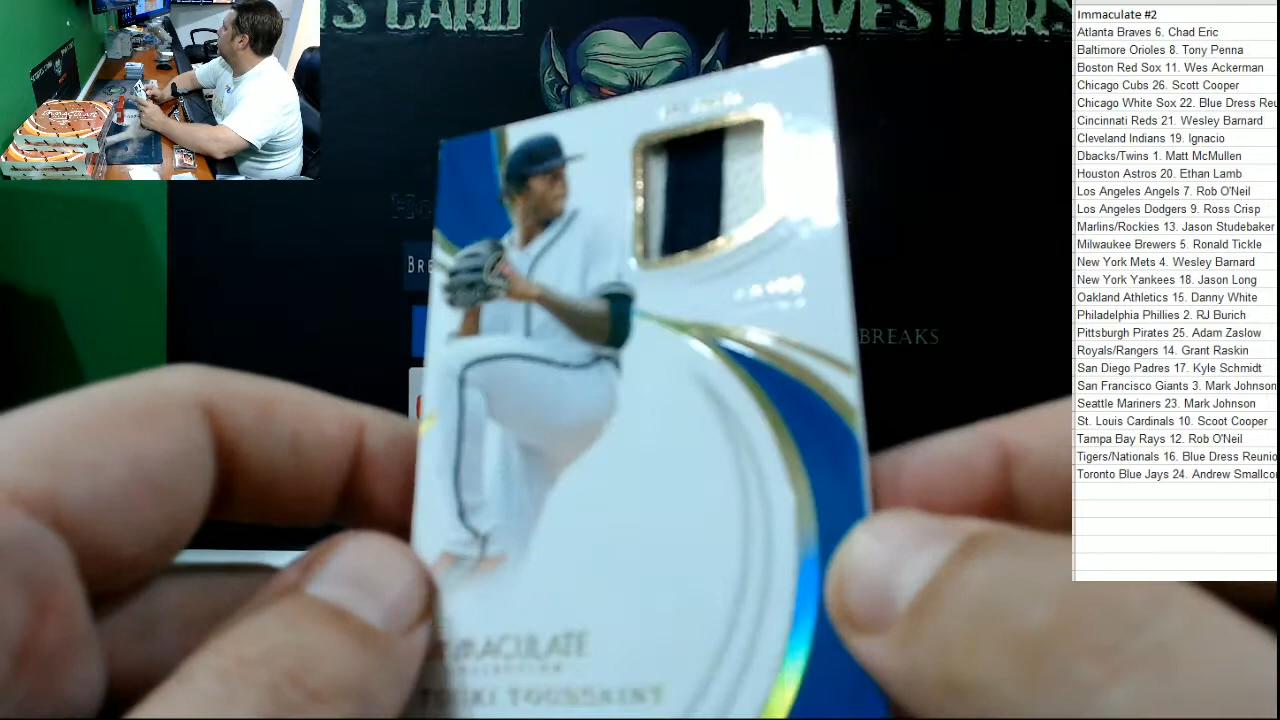 CARD INVESTORS
BREAKS
IMMACULATE
TOUKI TOUSSAINT
Immaculate #2
Atlanta Braves 6. Chad Eric
Baltimore Orioles 8. Tony Penna
Boston Red Sox 11. Wes Ackerman
Chicago Cubs 26. Scott Cooper
Chicago White Sox 22. Blue Dress Reu
Cincinnati Reds 21. Wesley Barnard
Cleveland Indians 19. Ignacio
Dbacks/Twins 1. Matt McMullen
Houston Astros 20. Ethan Lamb
Los Angeles Angels 7. Rob O'Neil
Los Angeles Dodgers 9. Ross Crisp
Marlins/Rockies 13. Jason Studebaker
Milwaukee Brewers 5. Ronald Tickle
New York Mets 4. Wesley Barnard
New York Yankees 18. Jason Long
Oakland Athletics 15. Danny White
Philadelphia Phillies 2. RJ Burich
Pittsburgh Pirates 25. Adam Zaslow
Royals/Rangers 14. Grant Raskin
San Diego Padres 17. Kyle Schmidt
San Francisco Giants 3. Mark Johnson
Seattle Mariners 23. Mark Johnson
St. Louis Cardinals 10. Scoot Cooper
Tampa Bay Rays 12. Rob O'Neil
Tigers/Nationals 16. Blue Dress Reunio
Toronto Blue Jays 24. Andrew Smallco